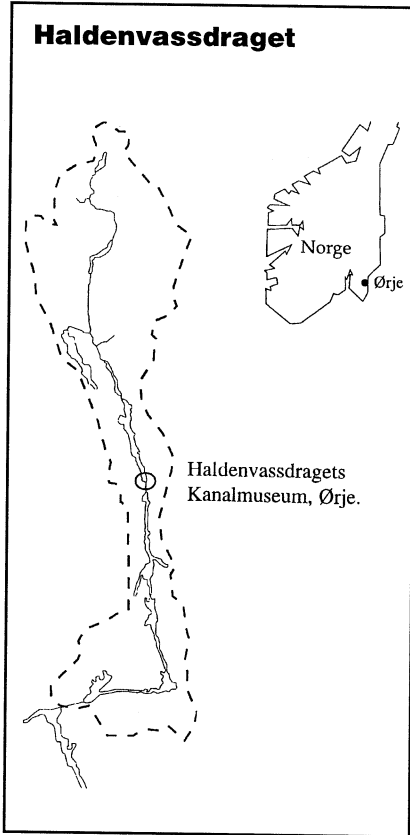 Haldenvassdraget
Norge
Ørje
Haldenvassdragets
Kanalmuseum, Ørje.